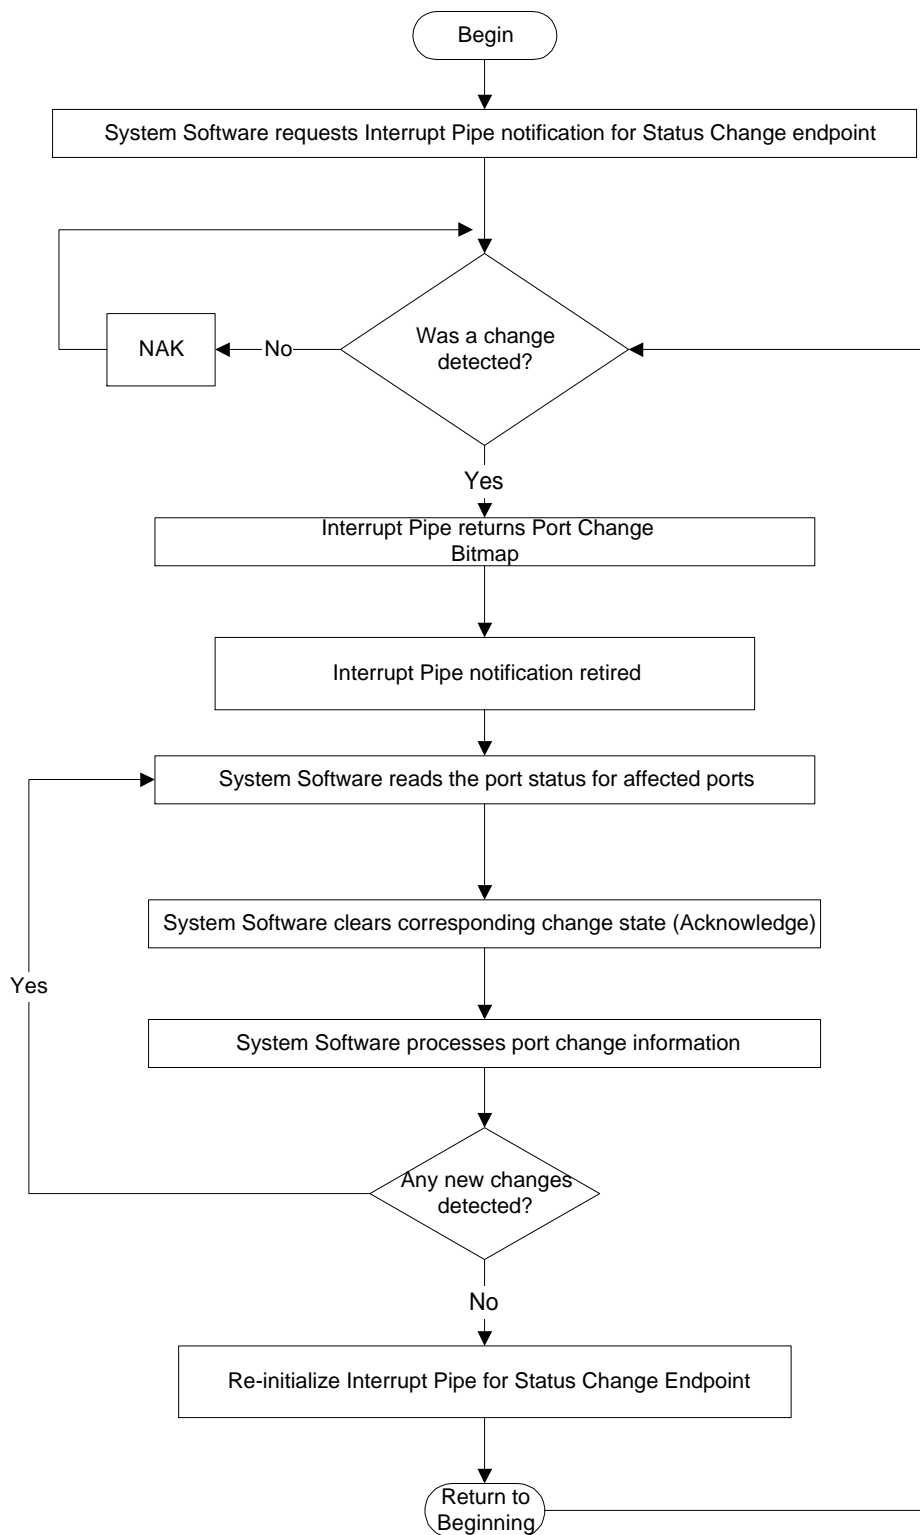 Begin
System Software requests Interrupt Pipe notification for Status Change endpoint
Was a change
detected?
No
NAK
Yes
Interrupt Pipe returns Port Change
Bitmap
Interrupt Pipe notification retired
System Software reads the port status for affected ports
System Software clears corresponding change state (Acknowledge)
Yes
System Software processes port change information
Any new changes
detected?
No
Re-initialize Interrupt Pipe for Status Change Endpoint
Return to
Beginning